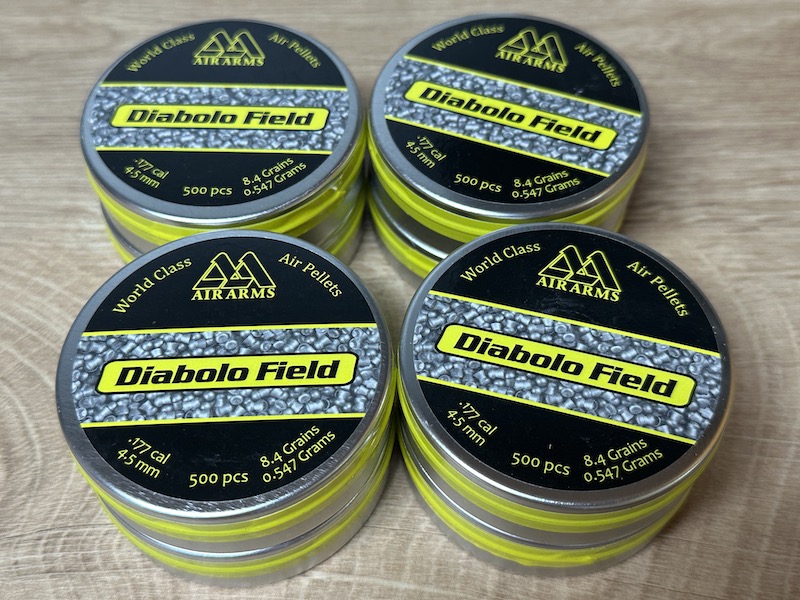 World Class
AIR ARMS
Air Pellets
Diabolo Field
.177 cal
4.5 mm
500 pcs
8.4 Grains
0.547 Grams
World Class
AIR ARMS
Air Pellets
Diabolo Field
.177 cal
4.5 mm
500 pcs
8.4 Grains
0.547 Grams
World Class
AIR ARMS
Air Pellets
Diabolo Field
.177 cal
4.5 mm
500 pcs
8.4 Grains
0.547 Grams
World Class
AIR ARMS
Air Pellets
Diabolo Field
.177 cal
4.5 mm
500 pcs
8.4 Grains
0.547 Grams